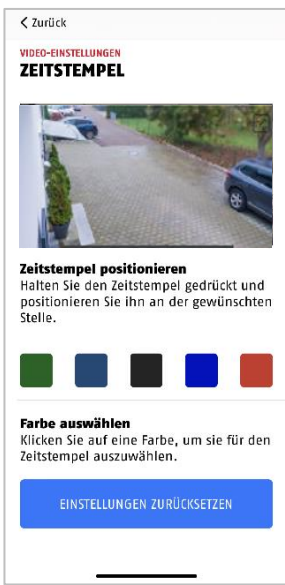 Zurück
VIDEO-EINSTELLUNGEN
ZEITSTEMPEL
Zeitstempel positionieren
Halten Sie den Zeitstempel gedrückt und
positionieren Sie ihn an der gewünschten
Stelle.
Farbe auswählen
Klicken Sie auf eine Farbe, um sie für den
Zeitstempel auszuwählen.
EINSTELLUNGEN ZURÜCKSETZEN